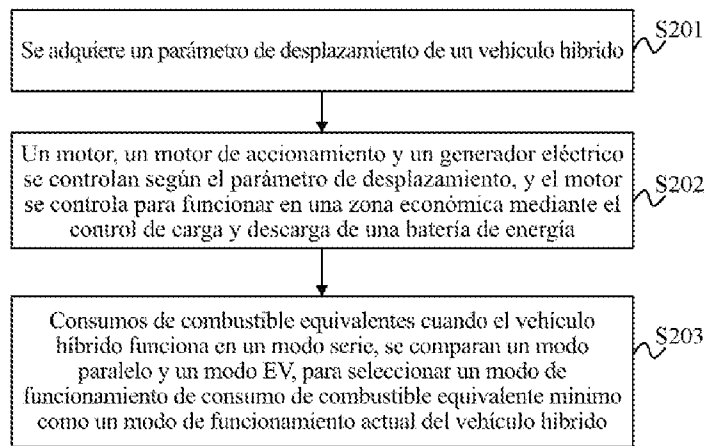 Se adquiere un parámetro de desplazamiento de un vehículo híbrido
S201
Un motor, un motor de accionamiento y un generador eléctrico
se controlan según el parámetro de desplazamiento, y el motor
se controla para funcionar en una zona económica mediante el
control de carga y descarga de una batería de energía
S202
Consumos de combustible equivalentes cuando el vehículo
híbrido funciona en un modo serie, se comparan un modo
paralelo y un modo EV, para seleccionar un modo de
funcionamiento de consumo de combustible equivalente mínimo
como un modo de funcionamiento actual del vehículo híbrido
S203